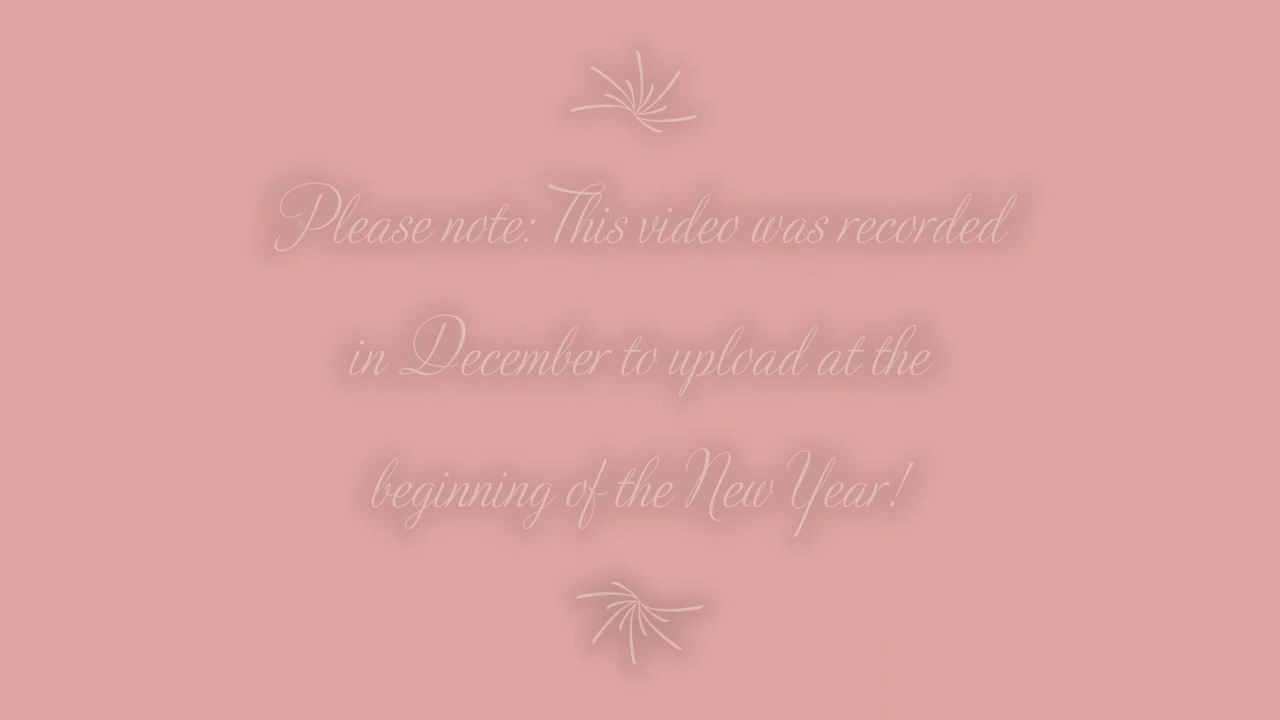 Please note: This video was recorded
in December to upload at the
beginning of the New Year!